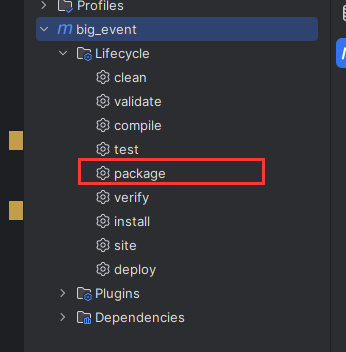 Profiles
m big_event
Lifecycle
clean
validate
compile
test
package
verify
install
site
deploy
Plugins
Dependencies